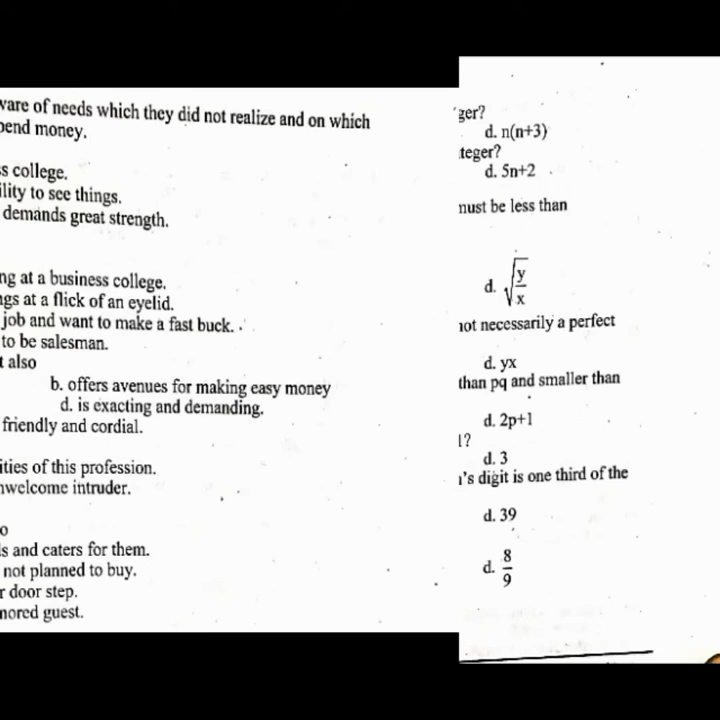 ware of needs which they did not realize and on which
pend money.
s college.
ility to see things.
demands great strength.
ng at a business college.
ngs at a flick of an eyelid.
job and want to make a fast buck.
to be salesman.
t also
b. offers avenues for making easy money
d. is exacting and demanding.
friendly and cordial.
ities of this profession.
nwelcome intruder.
o
ls and caters for them.
not planned to buy.
r door step.
nored guest.
ger?
d. n(n+3)
teger?
d. 5n+2
must be less than
d. √(y/x)
not necessarily a perfect
d. yx
than pq and smaller than
d. 2p+1
l?
d. 3
's digit is one third of the
d. 39
d. 8/9